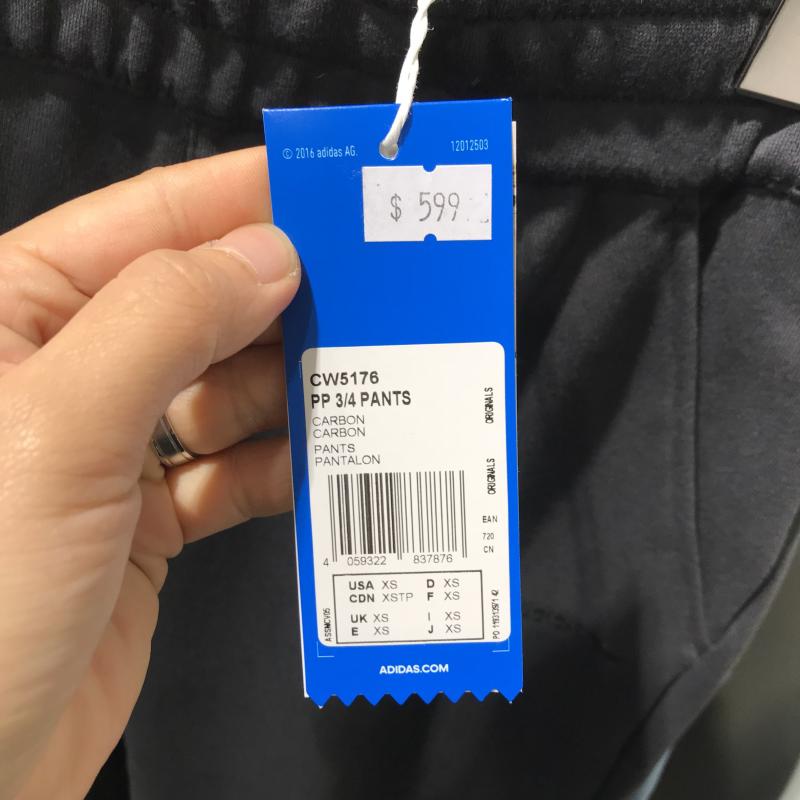 © 2016 adidas AG.
12012503
$ 599
CW5176
PP 3/4 PANTS
CARBON
CARBON
PANTS
PANTALON
ORIGINALS
ORIGINALS
EAN
720
CN
4 059322 837876
USA XS D XS
CDN XSTP F XS
UK XS I XS
E XS J XS
ADIDAS.COM